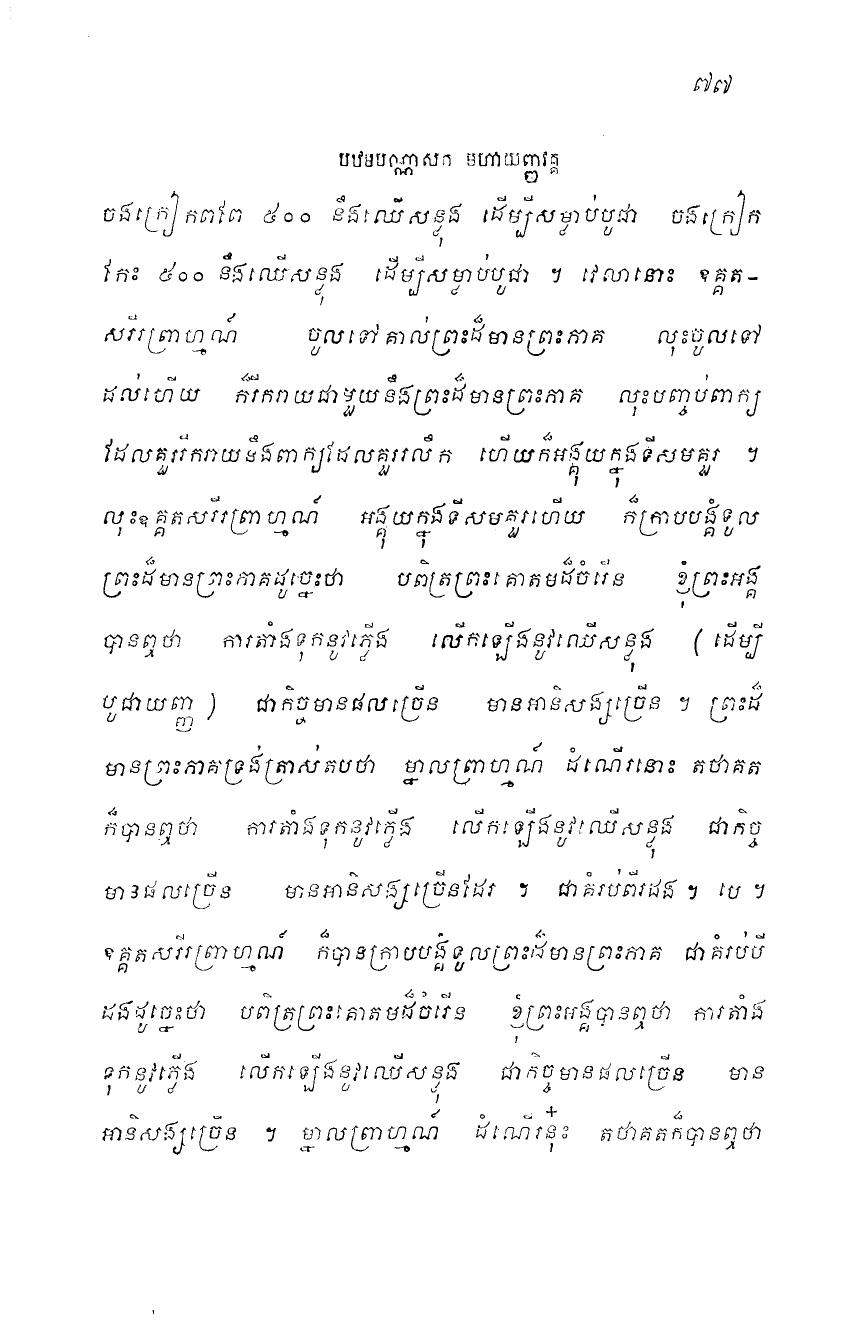 ៧៧
បឋមបណ្ណាសក មហាយញ្ញវគ្គ
ចងក្រៀកពពែ ៥០០ នឹងឈើសន្ទុង ដើម្បីសម្លាប់បូជា ចងក្រៀក
កែះ ៥០០ នឹងឈើសន្ទុង ដើម្បីសម្លាប់បូជា ។ វេលានោះ ឧគ្គត-
សរីរព្រាហ្មណ៍ ចូលទៅគាល់ព្រះដ៏មានព្រះភាគ លុះចូលទៅ
ដល់ហើយ ក៏រីករាយជាមួយនឹងព្រះដ៏មានព្រះភាគ លុះបញ្ចប់ពាក្យ
ដែលគួររីករាយនឹងពាក្យដែលគួររលឹក ហើយក៏អង្គុយក្នុងទីសមគួរ ។
លុះឧគ្គតសរីរព្រាហ្មណ៍ អង្គុយក្នុងទីសមគួរហើយ ក៏ក្រាបបង្គំទូល
ព្រះដ៏មានព្រះភាគដូច្នេះថា បពិត្រព្រះគោតមដ៏ចំរើន ខ្ញុំព្រះអង្គ
បានឮថា ការតាំងទុកនូវភ្លើង លើកឡើងនូវឈើសន្ទុង (ដើម្បី
បូជាយញ្ញ) ជាកិច្ចមានផលច្រើន មានអានិសង្សច្រើន ។ ព្រះដ៏
មានព្រះភាគទ្រង់ត្រាស់តបថា ម្នាលព្រាហ្មណ៍ ដំណើរនោះ តថាគត
ក៏បានឮថា ការតាំងទុកនូវភ្លើង លើកឡើងនូវឈើសន្ទុង ជាកិច្ច
មានផលច្រើន មានអានិសង្សច្រើនដែរ ។ ជាគំរប់ពីរដង ។ បេ ។
ឧគ្គតសរីរព្រាហ្មណ៍ ក៏បានក្រាបបង្គំទូលព្រះដ៏មានព្រះភាគ ជាគំរប់បី
ដងដូច្នេះថា បពិត្រព្រះគោតមដ៏ចំរើន ខ្ញុំព្រះអង្គបានឮថា ការតាំង
ទុកនូវភ្លើង លើកឡើងនូវឈើសន្ទុង ជាកិច្ចមានផលច្រើន មាន
អានិសង្សច្រើន ។ ម្នាលព្រាហ្មណ៍ ដំណើរនុ៎ះ តថាគតក៏បានឮថា